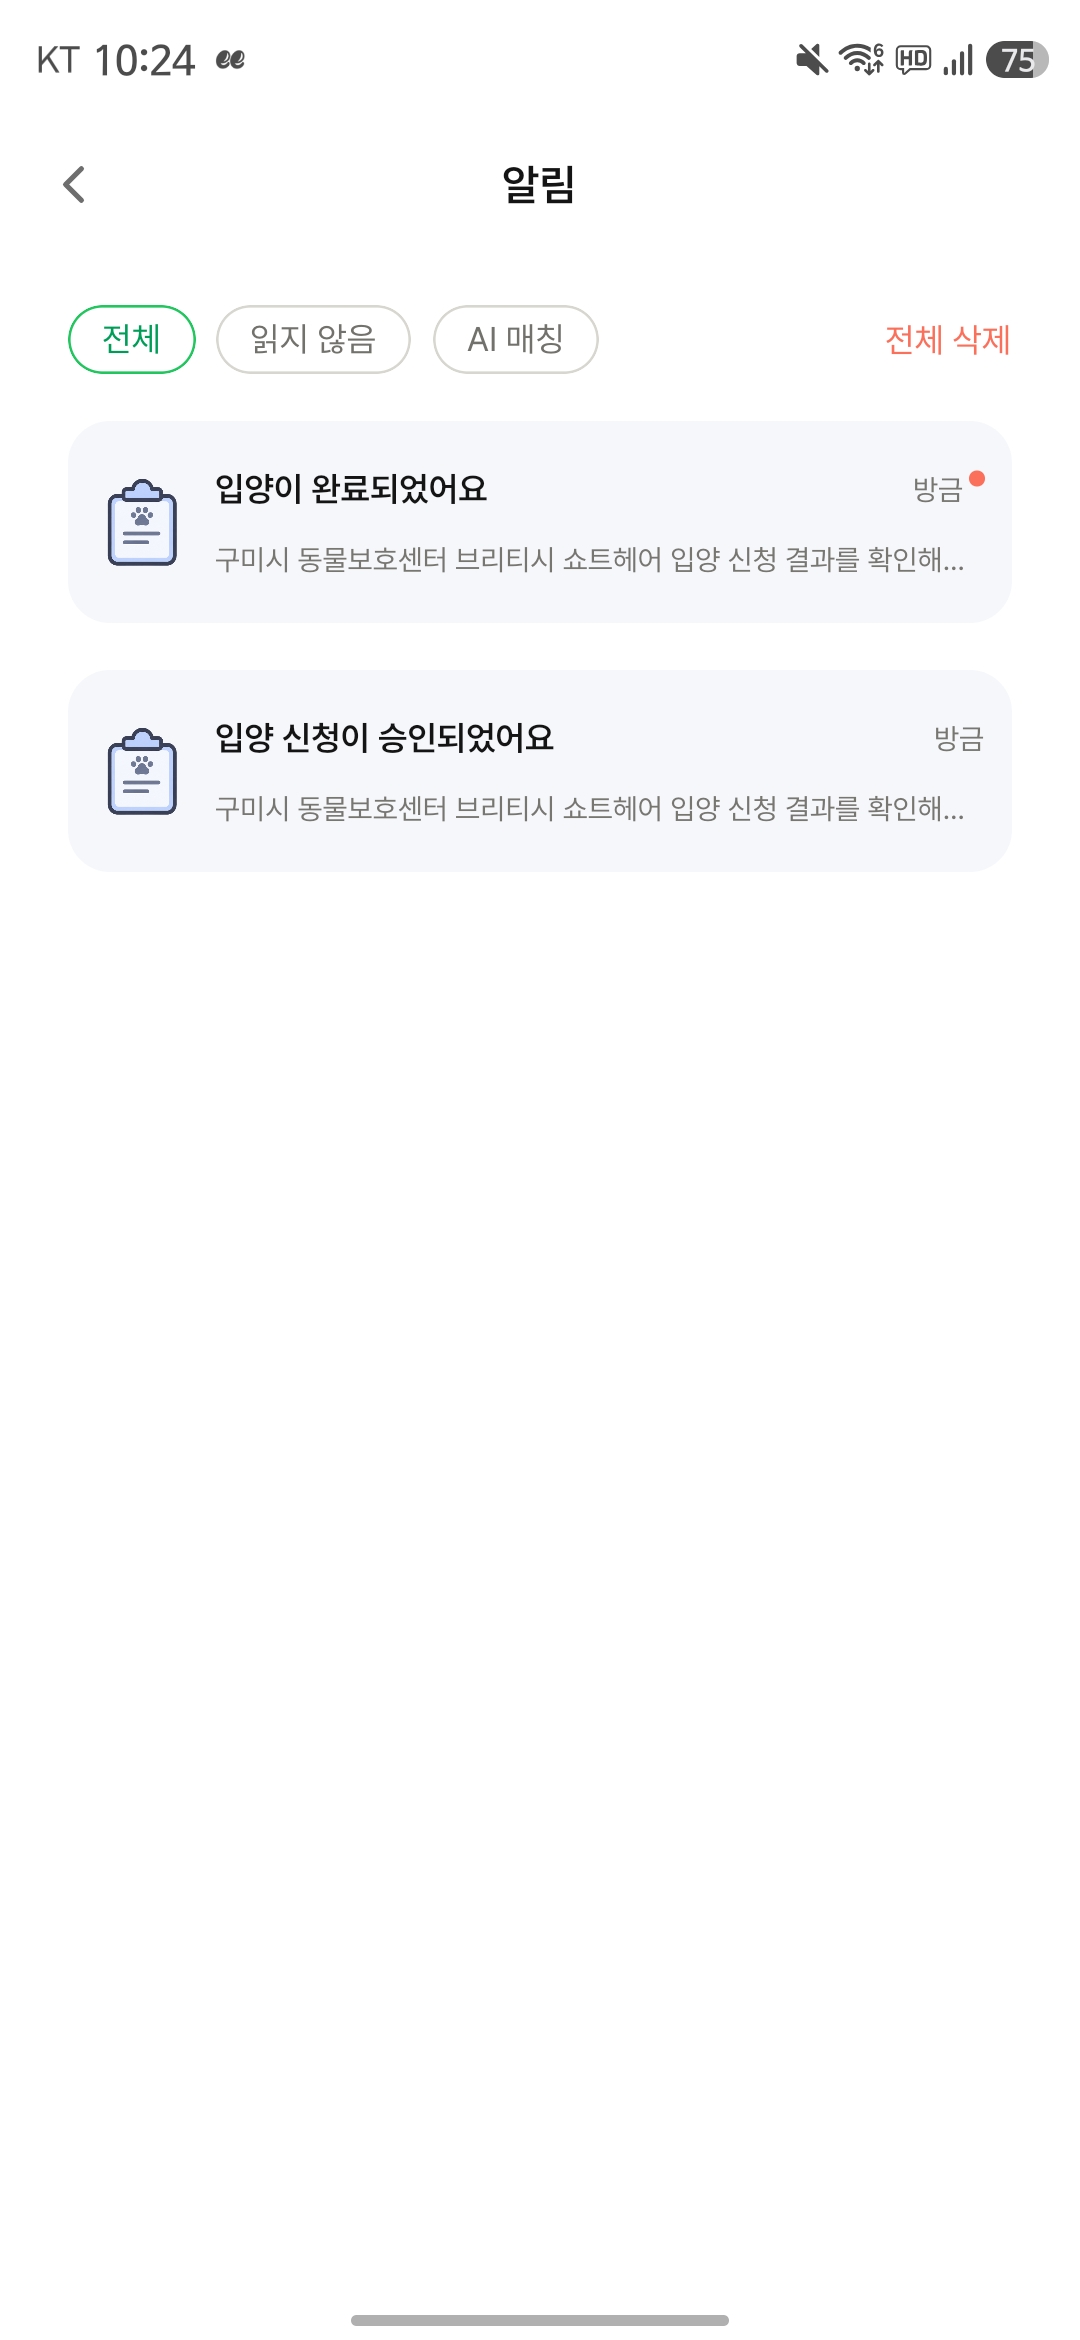 KT 10:24
6 HD 75
알림
전체 읽지 않음 AI 매칭 전체 삭제
입양이 완료되었어요 방금
구미시 동물보호센터 브리티시 쇼트헤어 입양 신청 결과를 확인해...
입양 신청이 승인되었어요 방금
구미시 동물보호센터 브리티시 쇼트헤어 입양 신청 결과를 확인해...